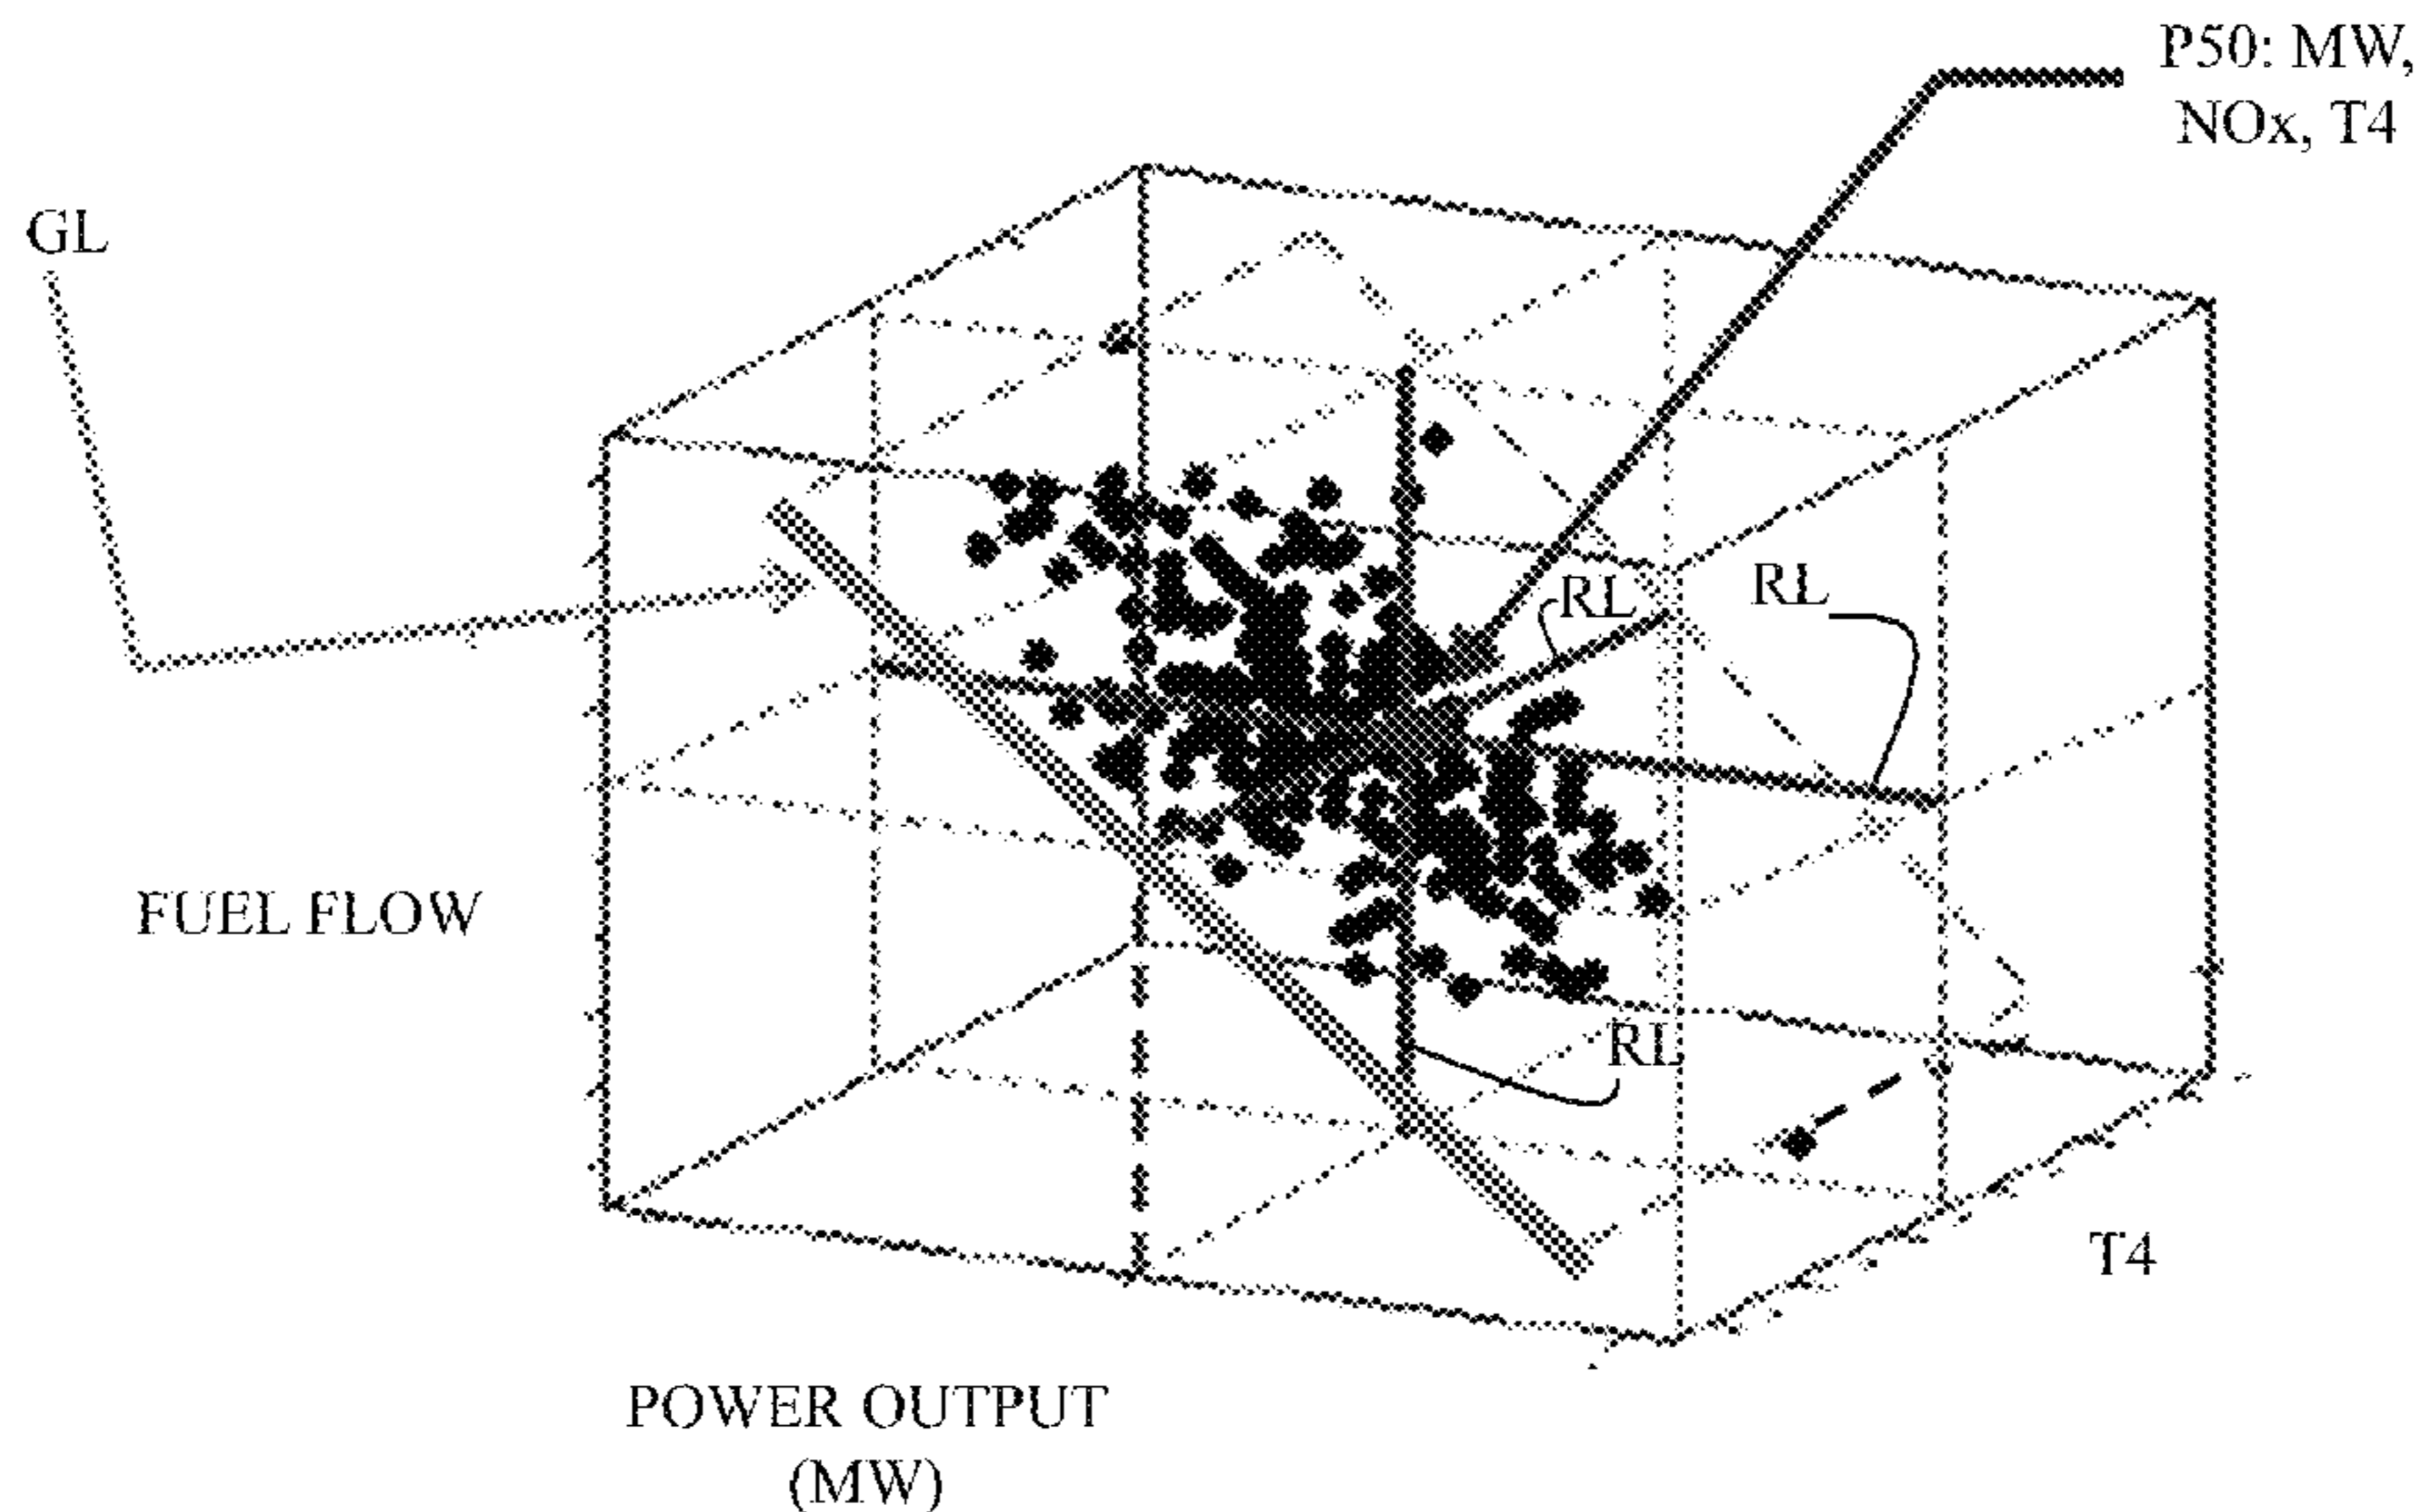 P50: MW,
NOx, T4
GL
RL
RL
FUEL FLOW
RL
T4
POWER OUTPUT
(MW)